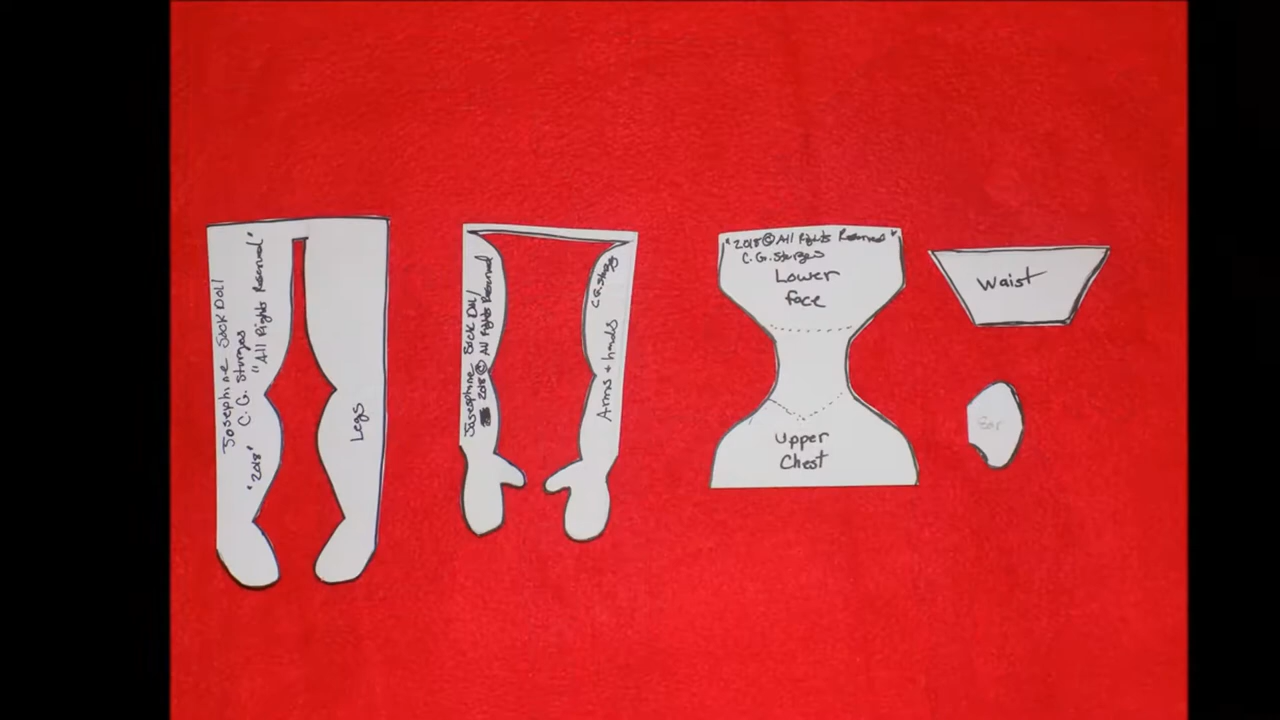 Josephine Sock Doll
"2018" C. G. Sturges
"All Rights Reserved"
Legs
Josephine Sock Doll/
2018 © All Rights Reserved
C.G. Sturges
Arms + hands
"2018 © All Rights Reserved"
C. G. Sturges
Lower
face
Upper
Chest
Waist
Ear